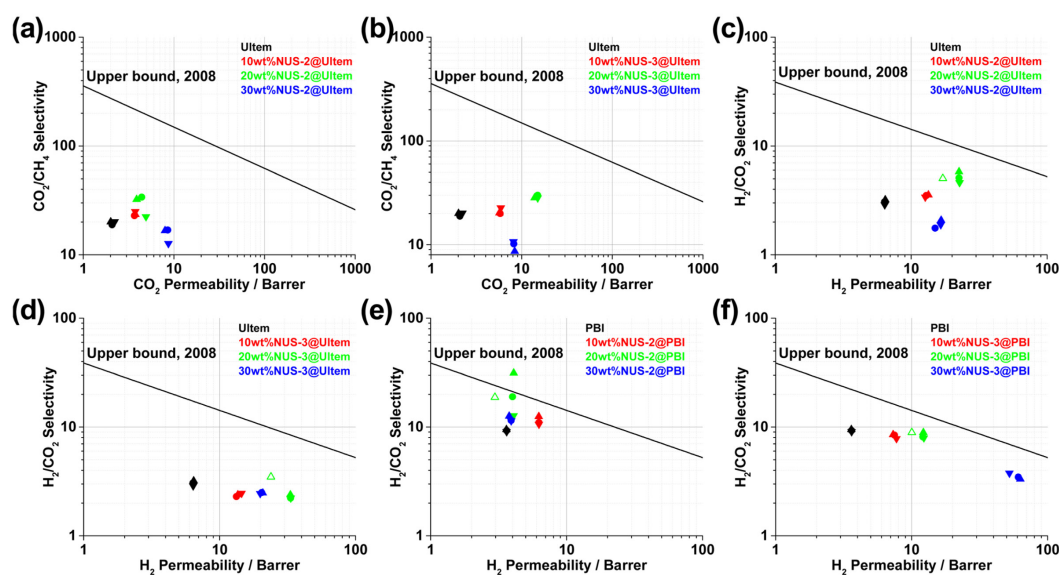 (a)
1000
100
10
CO₂/CH₄ Selectivity
Upper bound, 2008
Ultem
10wt%NUS-2@Ultem
20wt%NUS-2@Ultem
30wt%NUS-2@Ultem
1 10 100 1000
CO₂ Permeability / Barrer
(b)
1000
100
10
CO₂/CH₄ Selectivity
Upper bound, 2008
Ultem
10wt%NUS-3@Ultem
20wt%NUS-3@Ultem
30wt%NUS-3@Ultem
1 10 100 1000
CO₂ Permeability / Barrer
(c)
100
10
1
H₂/CO₂ Selectivity
Upper bound, 2008
Ultem
10wt%NUS-2@Ultem
20wt%NUS-2@Ultem
30wt%NUS-2@Ultem
1 10 100
H₂ Permeability / Barrer
(d)
100
10
1
H₂/CO₂ Selectivity
Upper bound, 2008
Ultem
10wt%NUS-3@Ultem
20wt%NUS-3@Ultem
30wt%NUS-3@Ultem
1 10 100
H₂ Permeability / Barrer
(e)
100
10
1
H₂/CO₂ Selectivity
Upper bound, 2008
PBI
10wt%NUS-2@PBI
20wt%NUS-2@PBI
30wt%NUS-2@PBI
1 10 100
H₂ Permeability / Barrer
(f)
100
10
1
H₂/CO₂ Selectivity
Upper bound, 2008
PBI
10wt%NUS-3@PBI
20wt%NUS-3@PBI
30wt%NUS-3@PBI
1 10 100
H₂ Permeability / Barrer